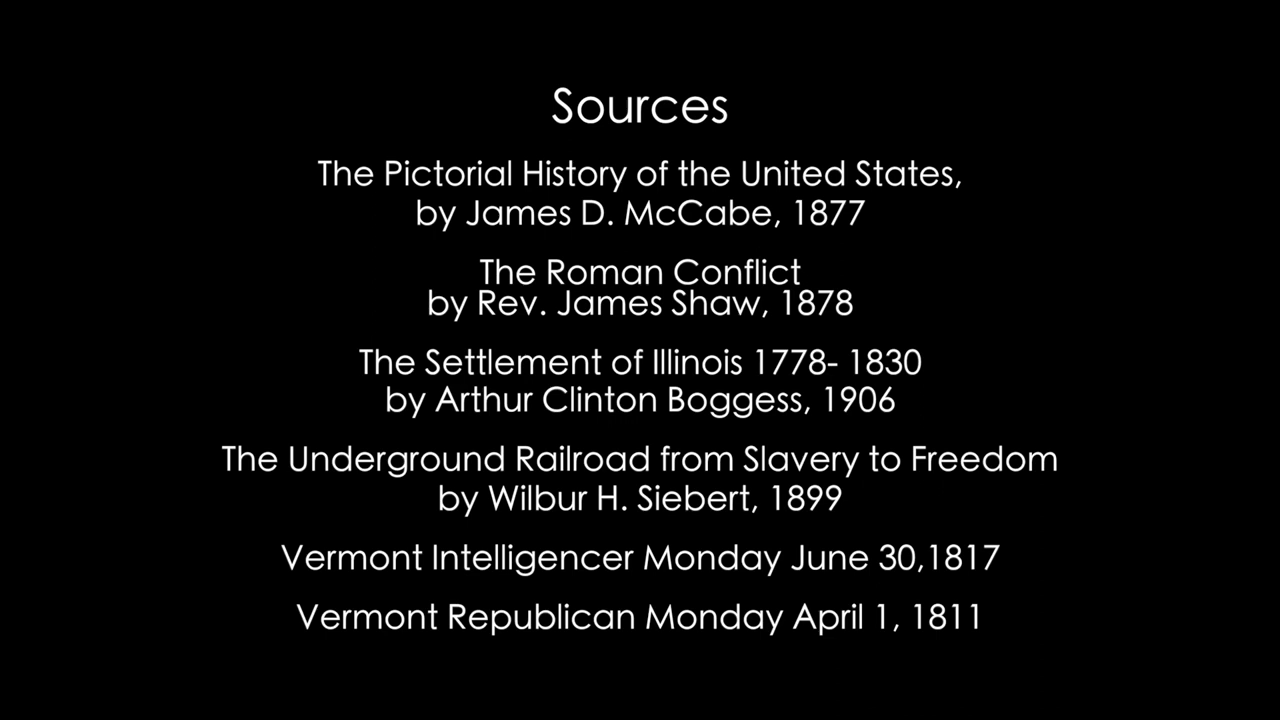 Sources
The Pictorial History of the United States,
by James D. McCabe, 1877
The Roman Conflict
by Rev. James Shaw, 1878
The Settlement of Illinois 1778- 1830
by Arthur Clinton Boggess, 1906
The Underground Railroad from Slavery to Freedom
by Wilbur H. Siebert, 1899
Vermont Intelligencer Monday June 30,1817
Vermont Republican Monday April 1, 1811